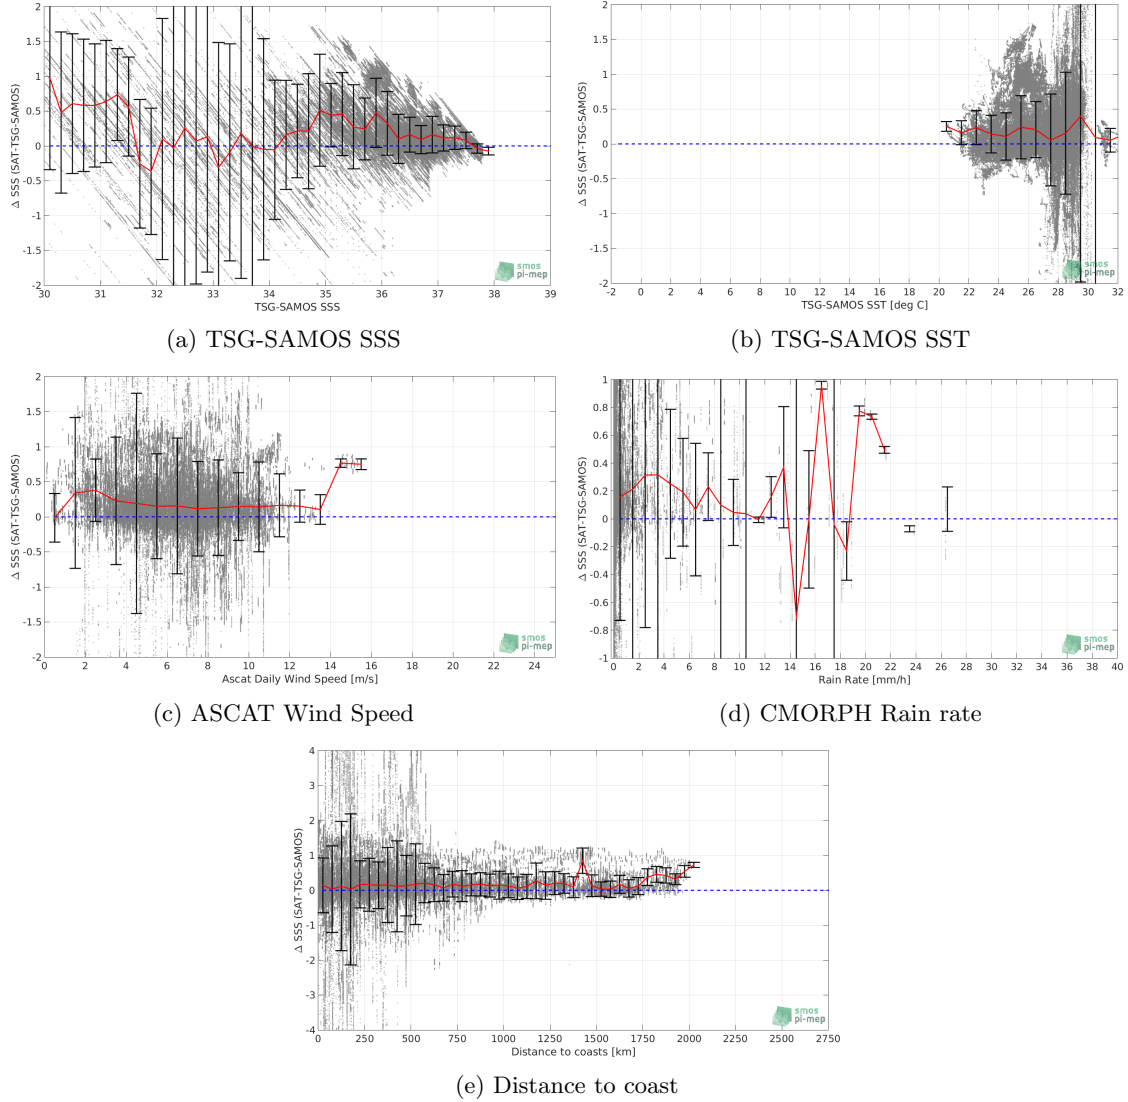 2
1.5
1
0.5
0
-0.5
-1
-1.5
-2
Δ SSS (SAT-TSG-SAMOS)
30 31 32 33 34 35 36 37 38 39
TSG-SAMOS SSS
smos
pi-mep
(a) TSG-SAMOS SSS
2
1.5
1
0.5
0
-0.5
-1
-1.5
-2
Δ SSS (SAT-TSG-SAMOS)
-2 0 2 4 6 8 10 12 14 16 18 20 22 24 26 28 30 32
TSG-SAMOS SST [deg C]
smos
pi-mep
(b) TSG-SAMOS SST
2
1.5
1
0.5
0
-0.5
-1
-1.5
-2
Δ SSS (SAT-TSG-SAMOS)
0 2 4 6 8 10 12 14 16 18 20 22 24
Ascat Daily Wind Speed [m/s]
smos
pi-mep
(c) ASCAT Wind Speed
1
0.8
0.6
0.4
0.2
0
-0.2
-0.4
-0.6
-0.8
-1
Δ SSS (SAT-TSG-SAMOS)
0 2 4 6 8 10 12 14 16 18 20 22 24 26 28 30 32 34 36 38 40
Rain Rate [mm/h]
smos
pi-mep
(d) CMORPH Rain rate
4
3
2
1
0
-1
-2
-3
-4
Δ SSS (SAT-TSG-SAMOS)
0 250 500 750 1000 1250 1500 1750 2000 2250 2500 2750
Distance to coasts [km]
smos
pi-mep
(e) Distance to coast